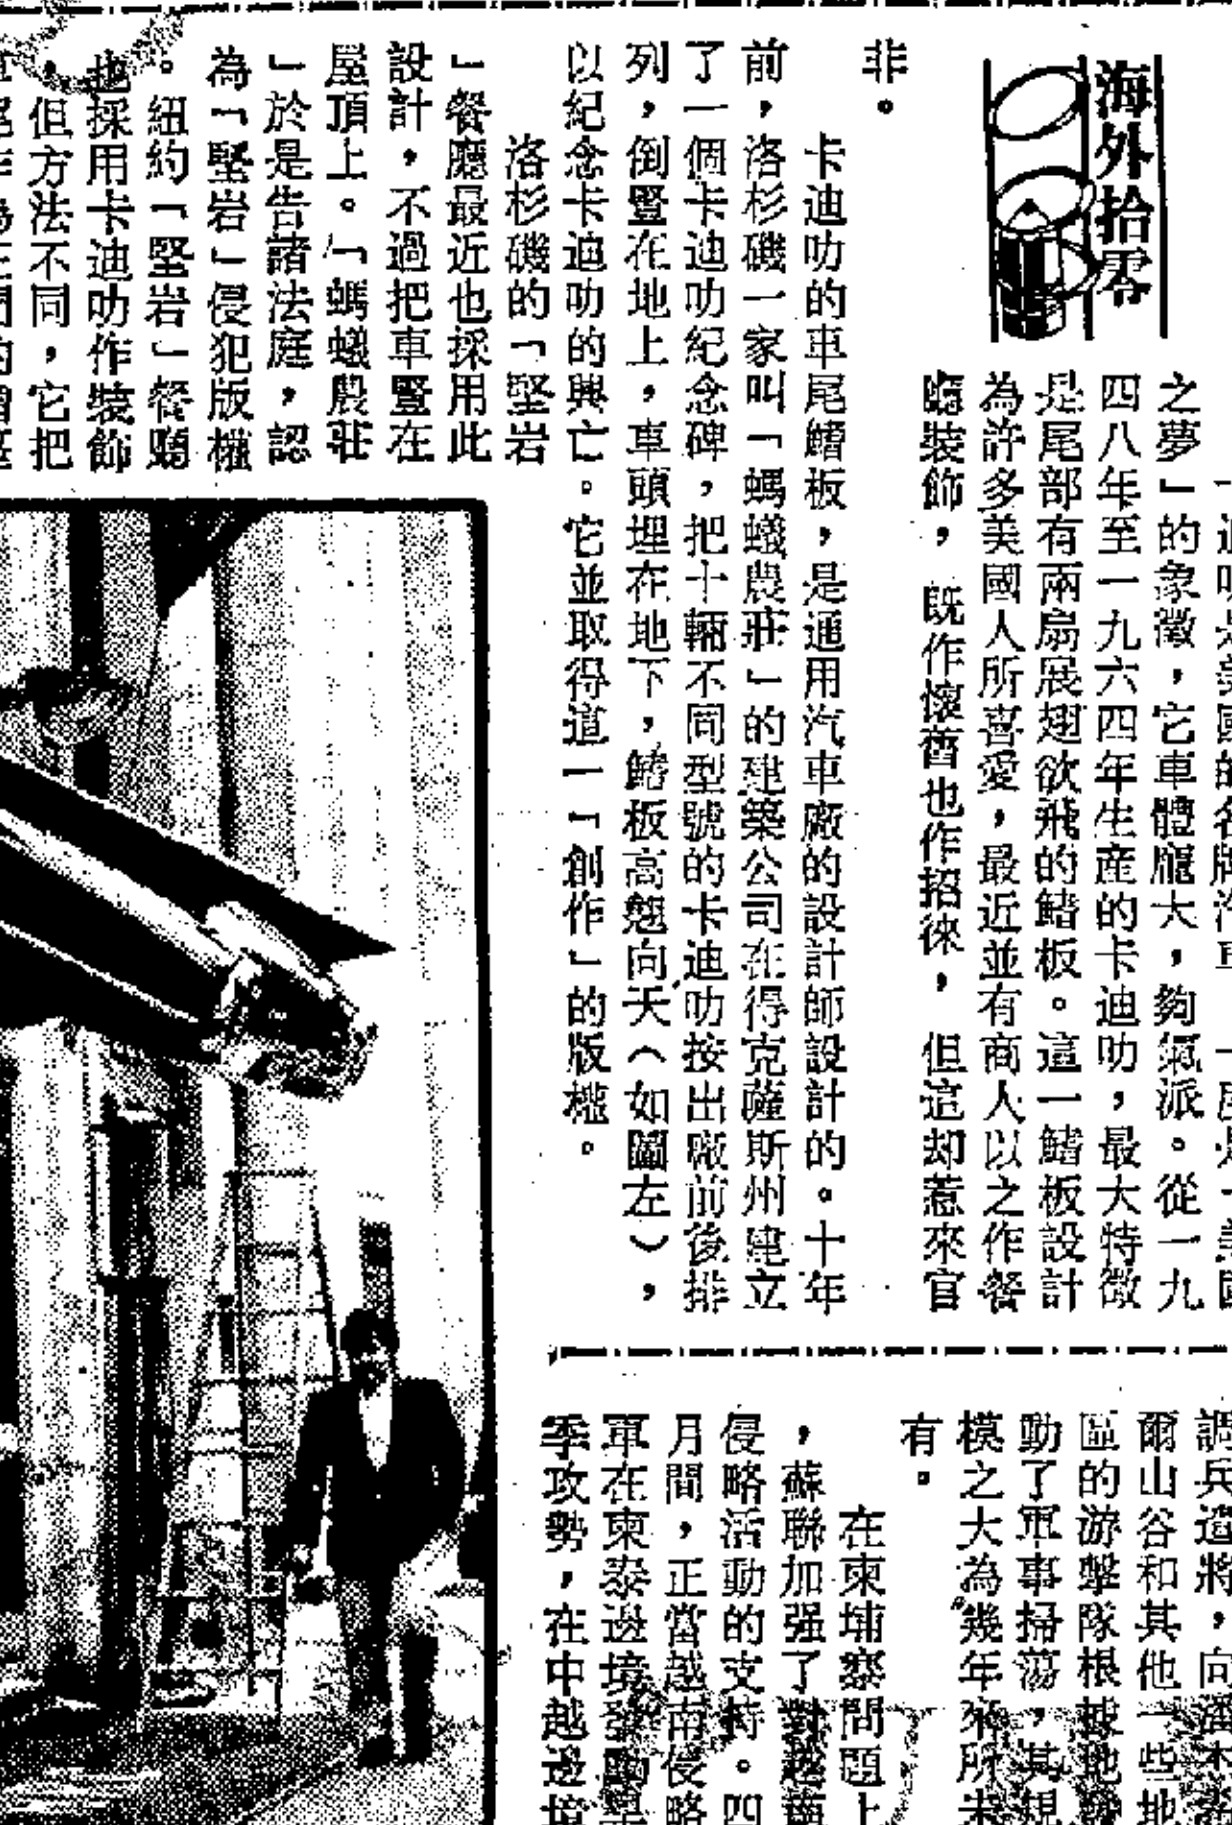 海外拾零
之夢」的象徵，它車體龐大，夠氣派。從一九
四八年至一九六四年生産的卡迪叻，最大特徵
是尾部有兩扇展翅欲飛的鰭板。這一鰭板設計
為許多美國人所喜愛，最近並有商人以之作餐
廳裝飾，既作懷舊也作招徠，但這却惹來官
非。
卡迪叻的車尾鰭板，是通用汽車廠的設計師設計的。十年
前，洛杉磯一家叫「螞蟻農莊」的建築公司在得克薩斯州建立
了一個卡迪叻紀念碑，把十輛不同型號的卡迪叻按出廠前後排
列，倒豎在地上，車頭埋在地下，鰭板高翹向天（如圖左），
以紀念卡迪叻的興亡。它並取得道一「創作」的版權。
洛杉磯的「堅岩
」餐廳最近也採用此
設計，不過把車豎在
屋頂上。「螞蟻農莊
」於是告諸法庭，認
為「堅岩」侵犯版權
。紐約「堅岩」餐廳
也採用卡迪叻作裝飾
，但方法不同，它把
爾山谷和其他一些地
區的游擊隊根據地發
動了軍事掃蕩，其規
模之大為幾年來所未
有。
在柬埔寨問題上
，蘇聯加强了對越南
侵略活動的支持。四
月間，正當越南侵略
軍在柬泰邊境發動旱
季攻勢，在中越邊境